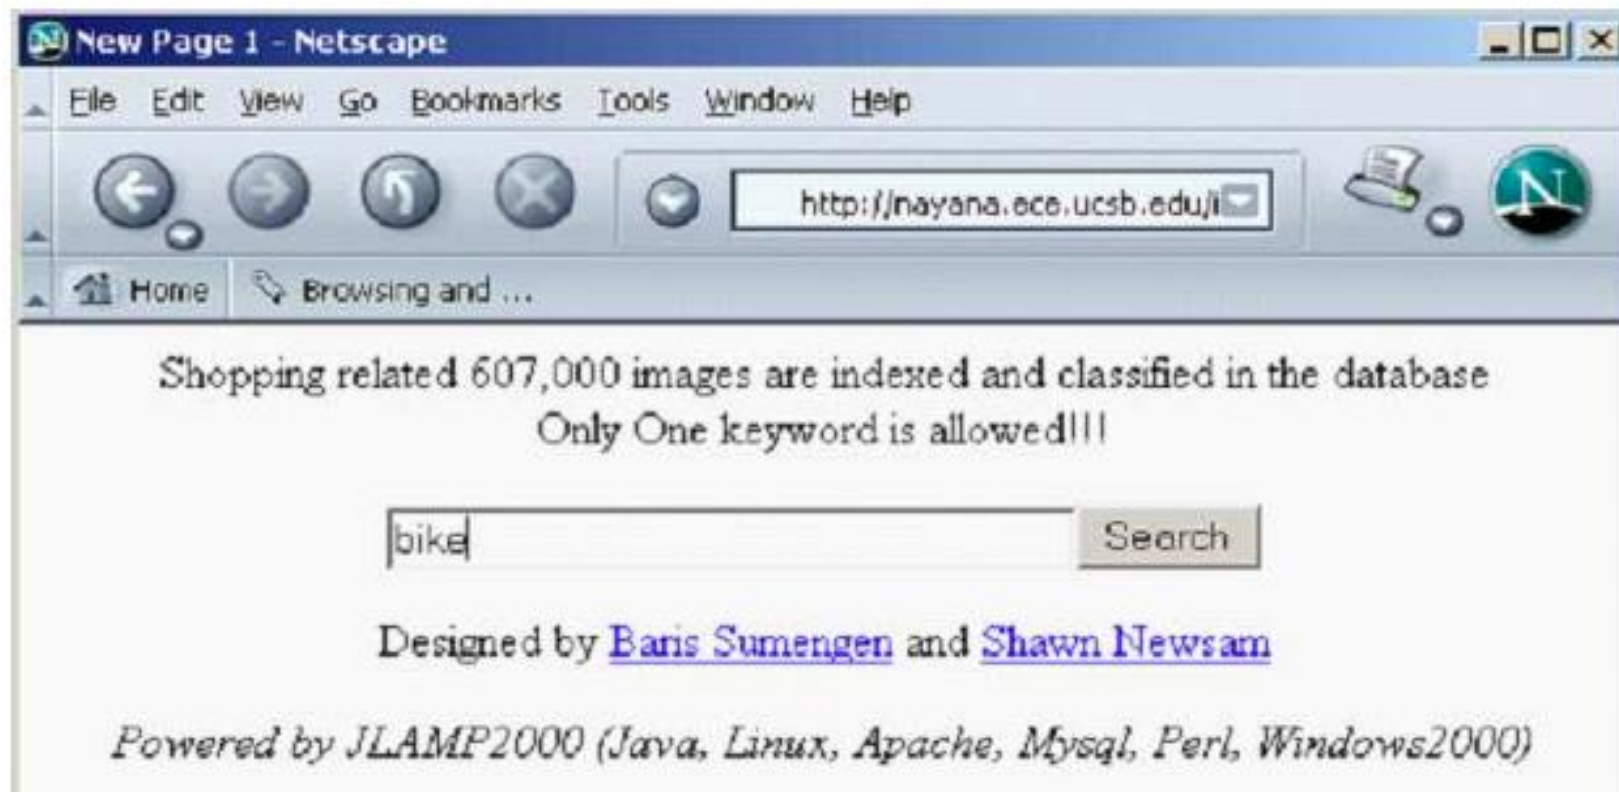 New Page 1 - Netscape
File Edit View Go Bookmarks Tools Window Help
http://nayana.ece.ucsb.edu/i
N
Home Browsing and ...
Shopping related 607,000 images are indexed and classified in the database
Only One keyword is allowed!!!
bike Search
Designed by Baris Sumengen and Shawn Newsam
Powered by JLAMP2000 (Java, Linux, Apache, Mysql, Perl, Windows2000)